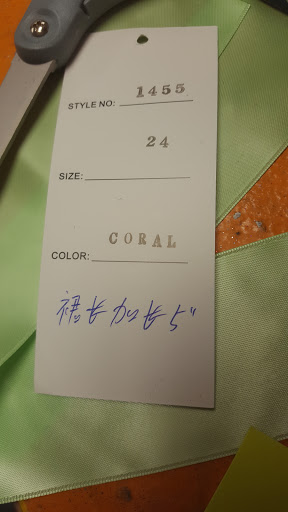 STYLE NO: 1455
24
SIZE:
COLOR: CORAL
裙长加长5"